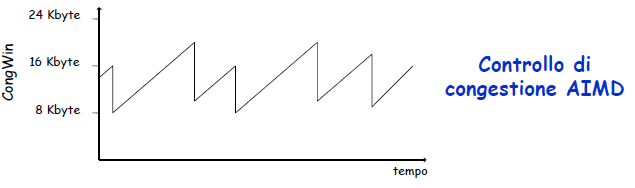 24 Kbyte
16 Kbyte
8 Kbyte
CongWin
tempo
Controllo di
congestione AIMD